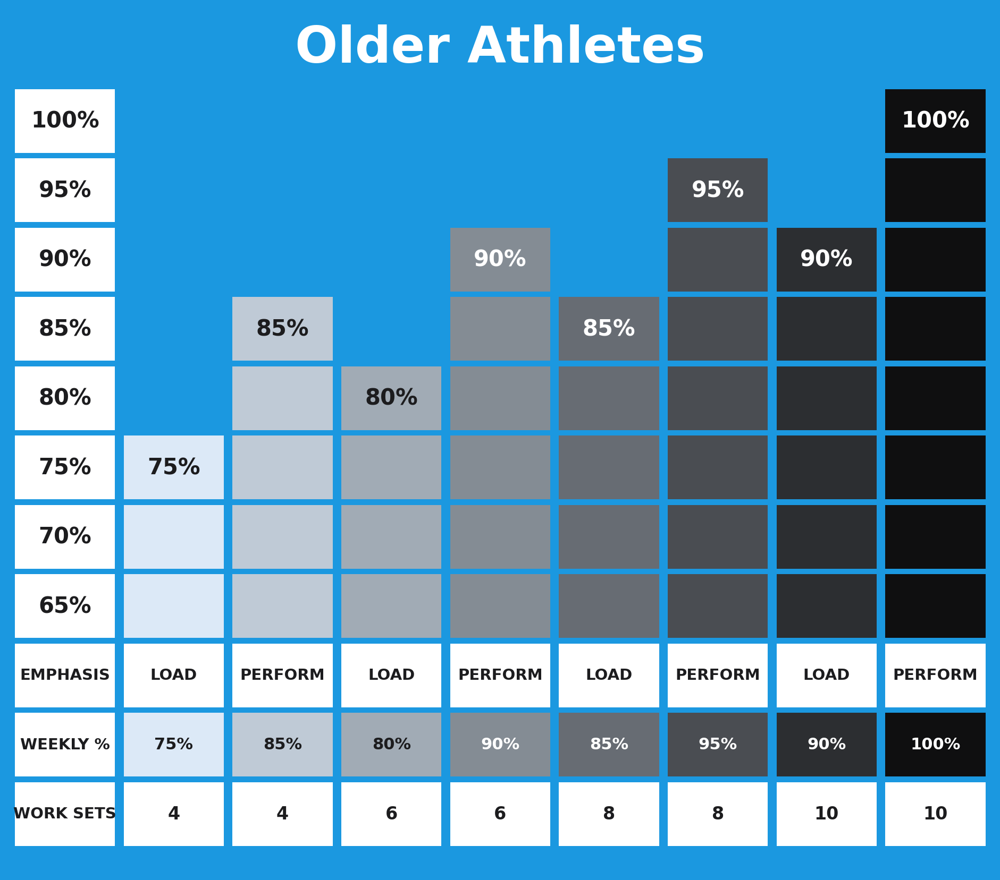 Older Athletes
100% 100%
95% 95%
90% 90% 90%
85% 85% 85%
80% 80%
75% 75%
70%
65%
EMPHASIS LOAD PERFORM LOAD PERFORM LOAD PERFORM LOAD PERFORM
WEEKLY % 75% 85% 80% 90% 85% 95% 90% 100%
WORK SETS 4 4 6 6 8 8 10 10